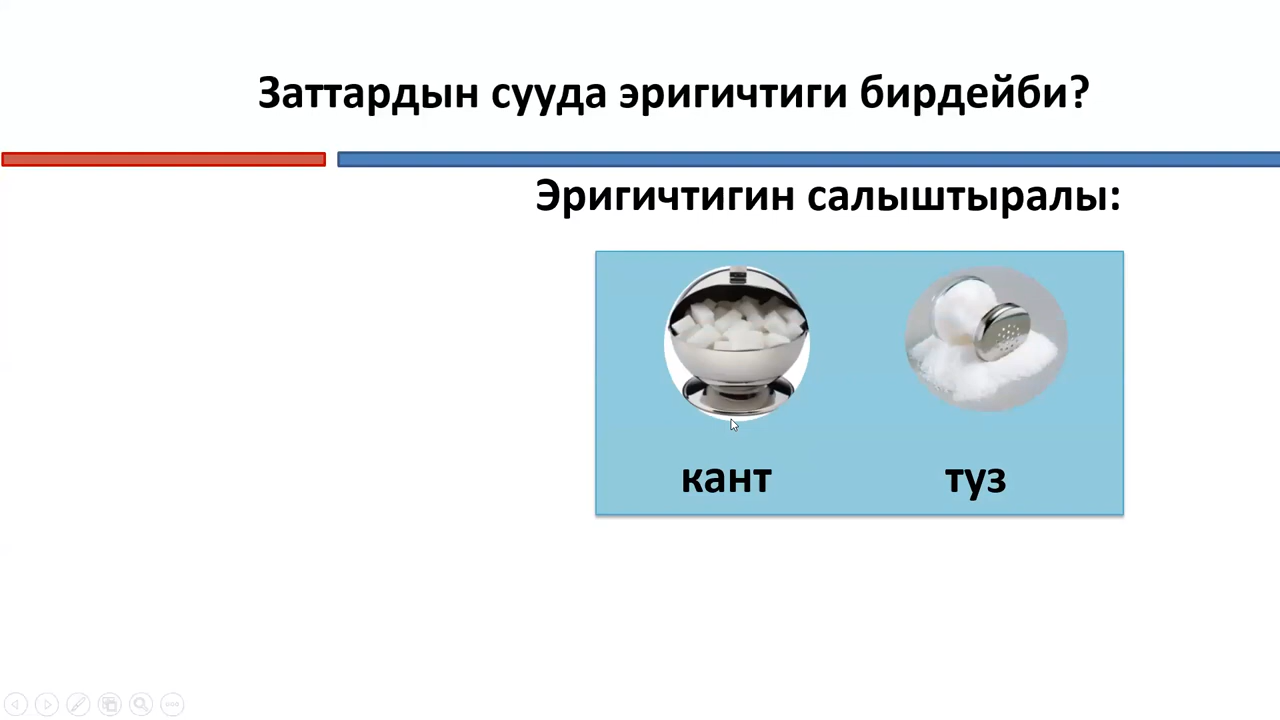 Заттардын сууда эригичтиги бирдейби?
Эригичтигин салыштыралы:
кант
туз